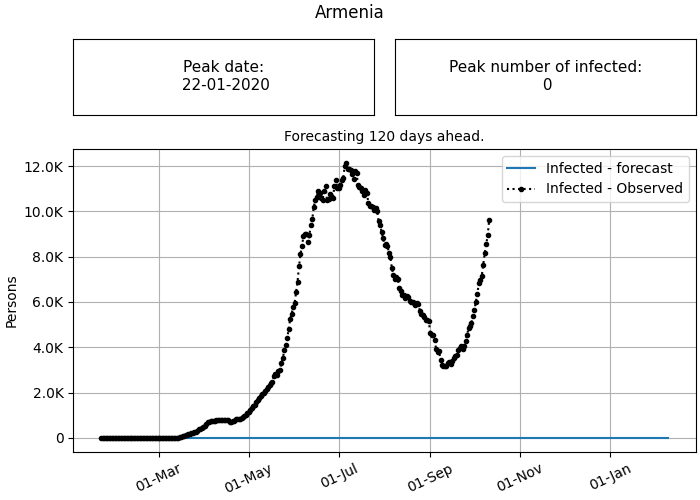 Armenia
Peak date:
22-01-2020
Peak number of infected:
0
Forecasting 120 days ahead.
Infected - forecast
Infected - Observed
Persons
12.0K
10.0K
8.0K
6.0K
4.0K
2.0K
0
01-Mar
01-May
01-Jul
01-Sep
01-Nov
01-Jan